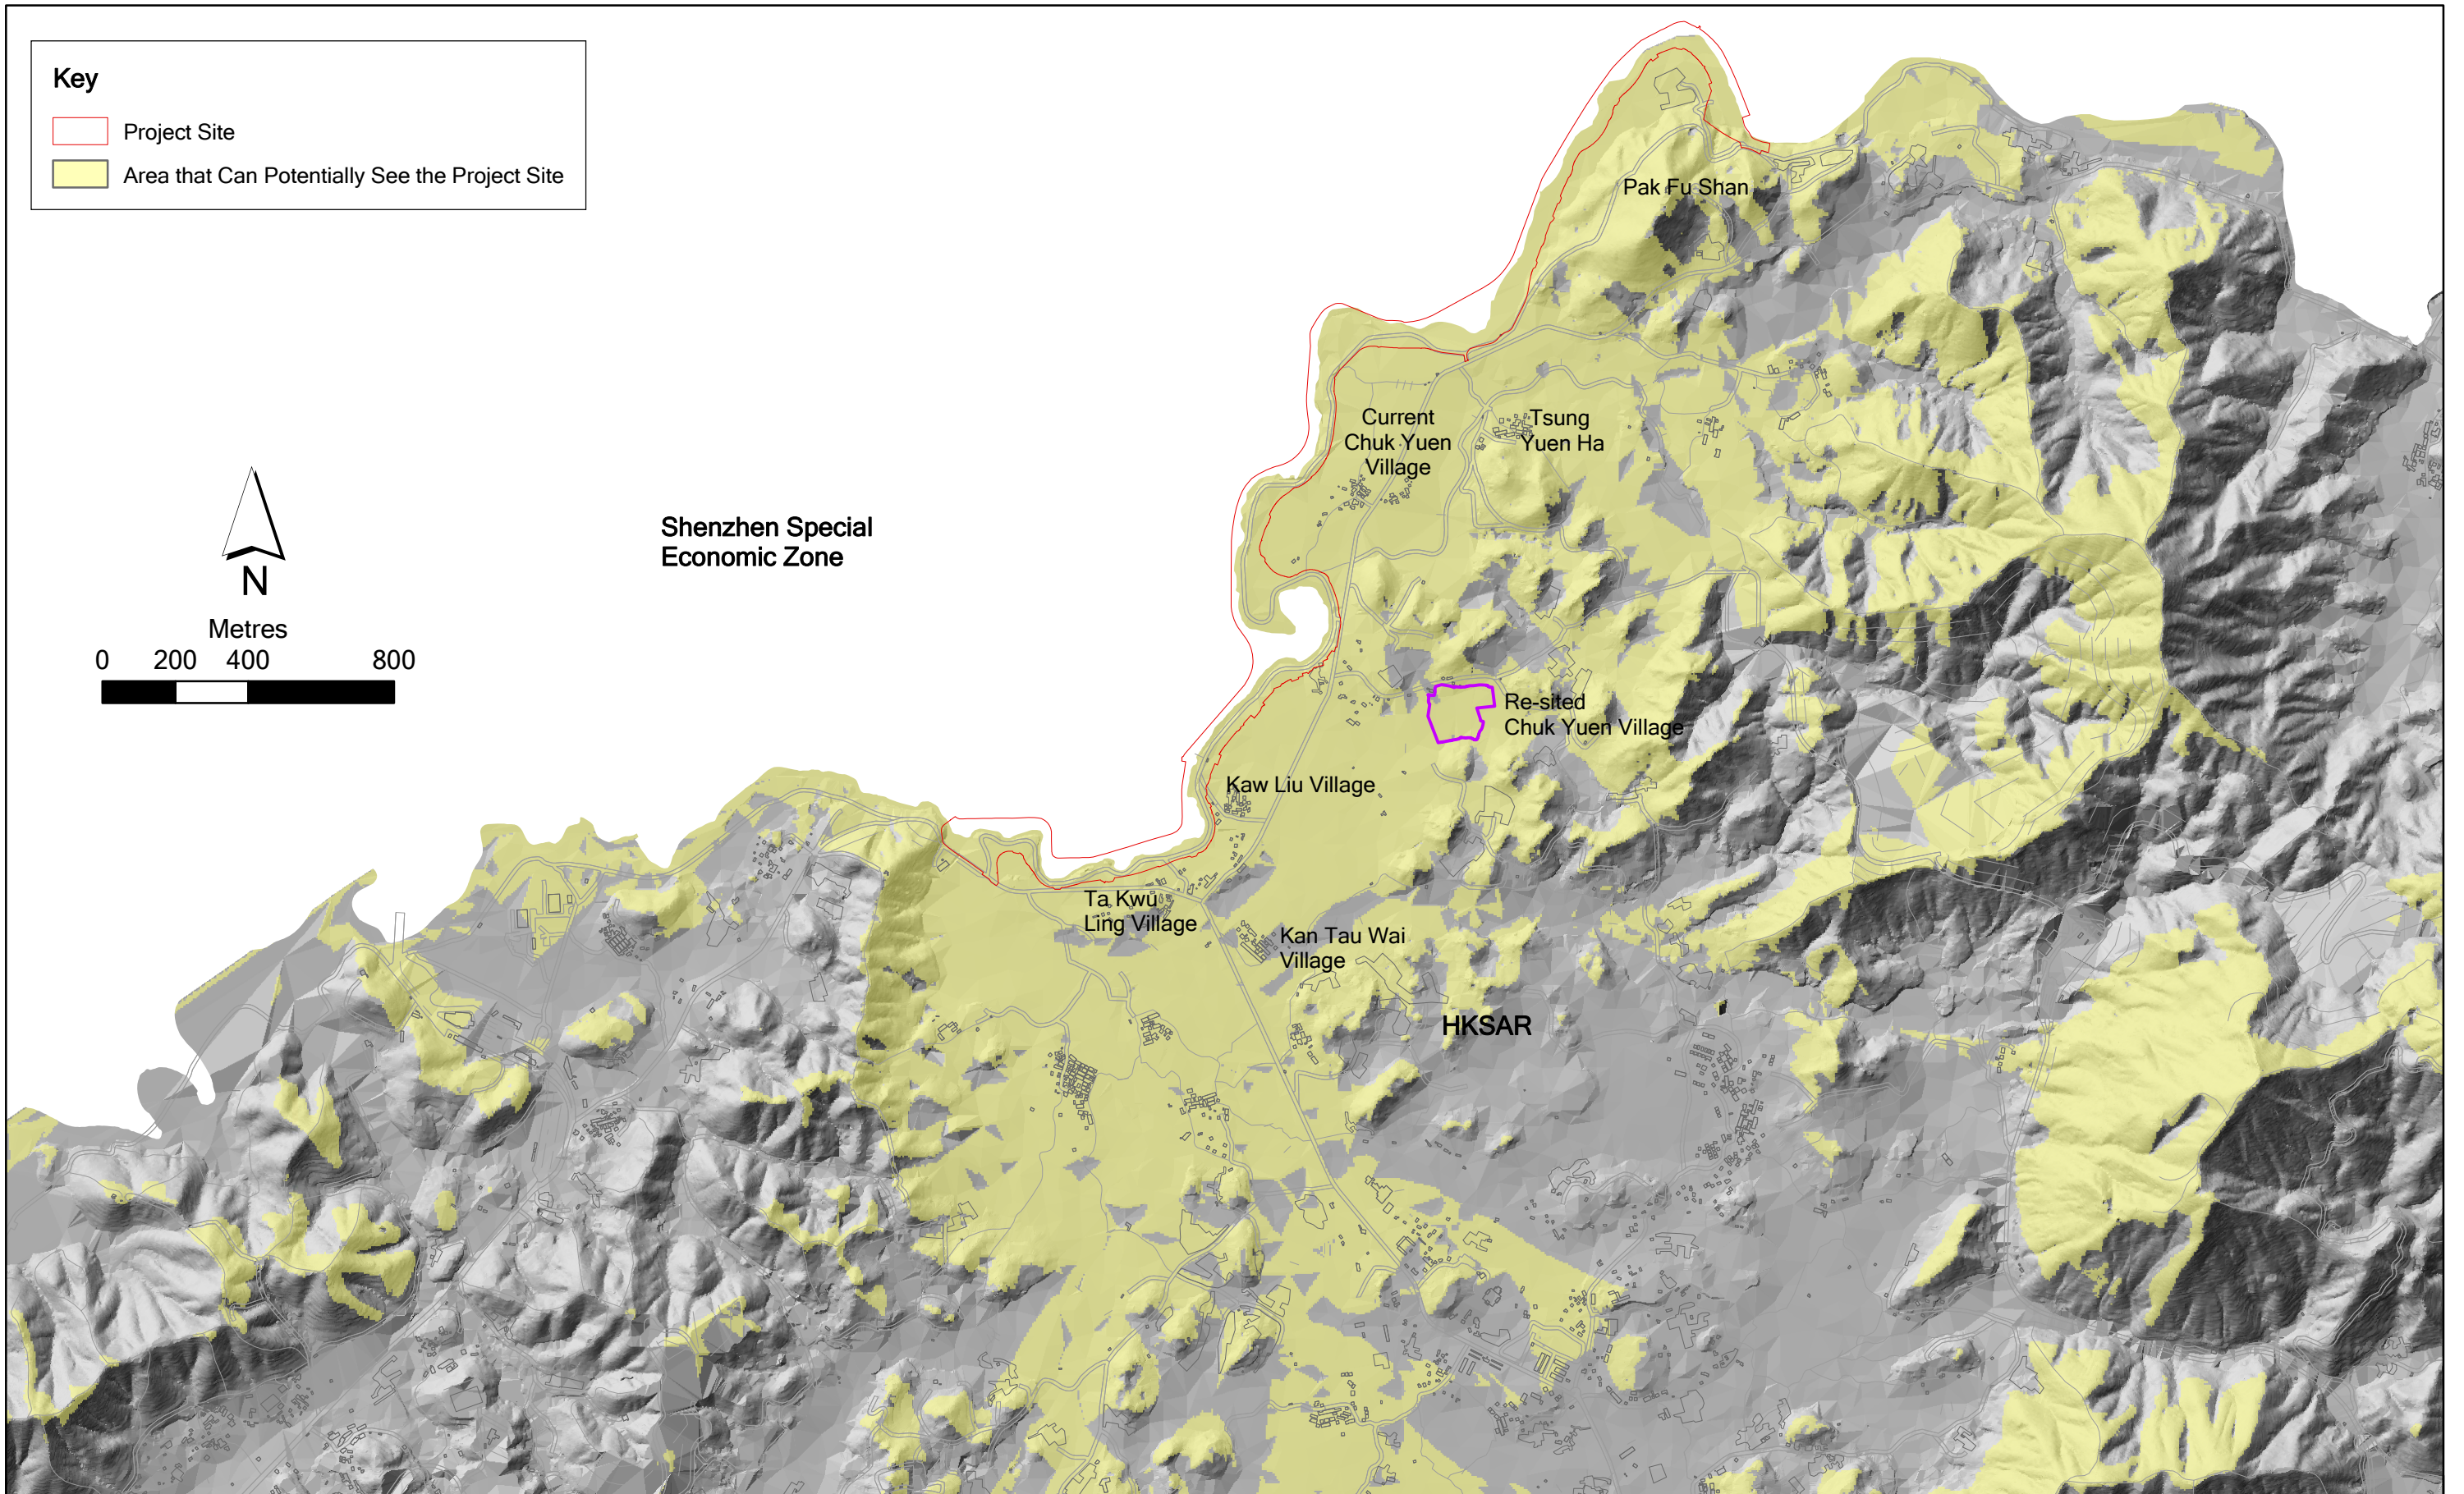 Key
Project Site
Area that Can Potentially See the Project Site
Pak Fu Shan
Current
Chuk Yuen
Village
Tsung
Yuen Ha
Shenzhen Special
Economic Zone
N
Metres
0 200 400 800
Re-sited
Chuk Yuen Village
Kaw Liu Village
Ta Kwu
Ling Village
Kan Tau Wai
Village
HKSAR